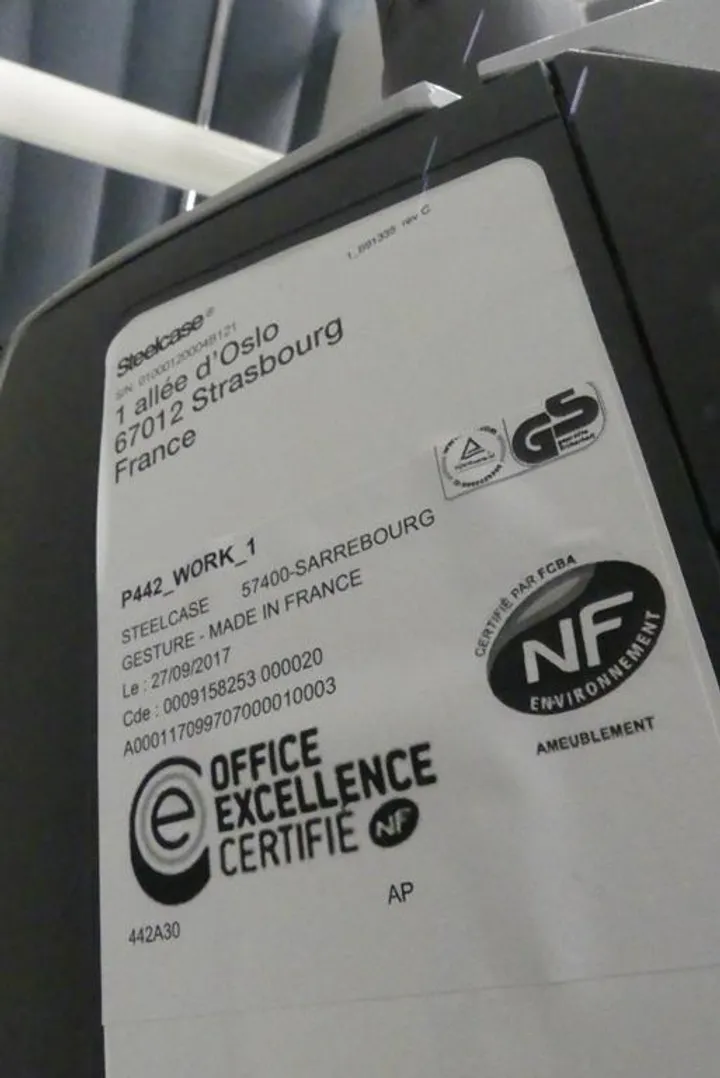 Steelcase®
S/N: 01000120004B121
1 allée d'Oslo
67012 Strasbourg
France
GS
P442_WORK_1
STEELCASE 57400-SARREBOURG
GESTURE - MADE IN FRANCE
Le : 27/09/2017
Cde : 0009158253 000020
A000117099707000010003
CERTIFIÉ PAR FCBA
NF
ENVIRONNEMENT
AMEUBLEMENT
e OFFICE
EXCELLENCE
CERTIFIÉ NF
AP
442A30